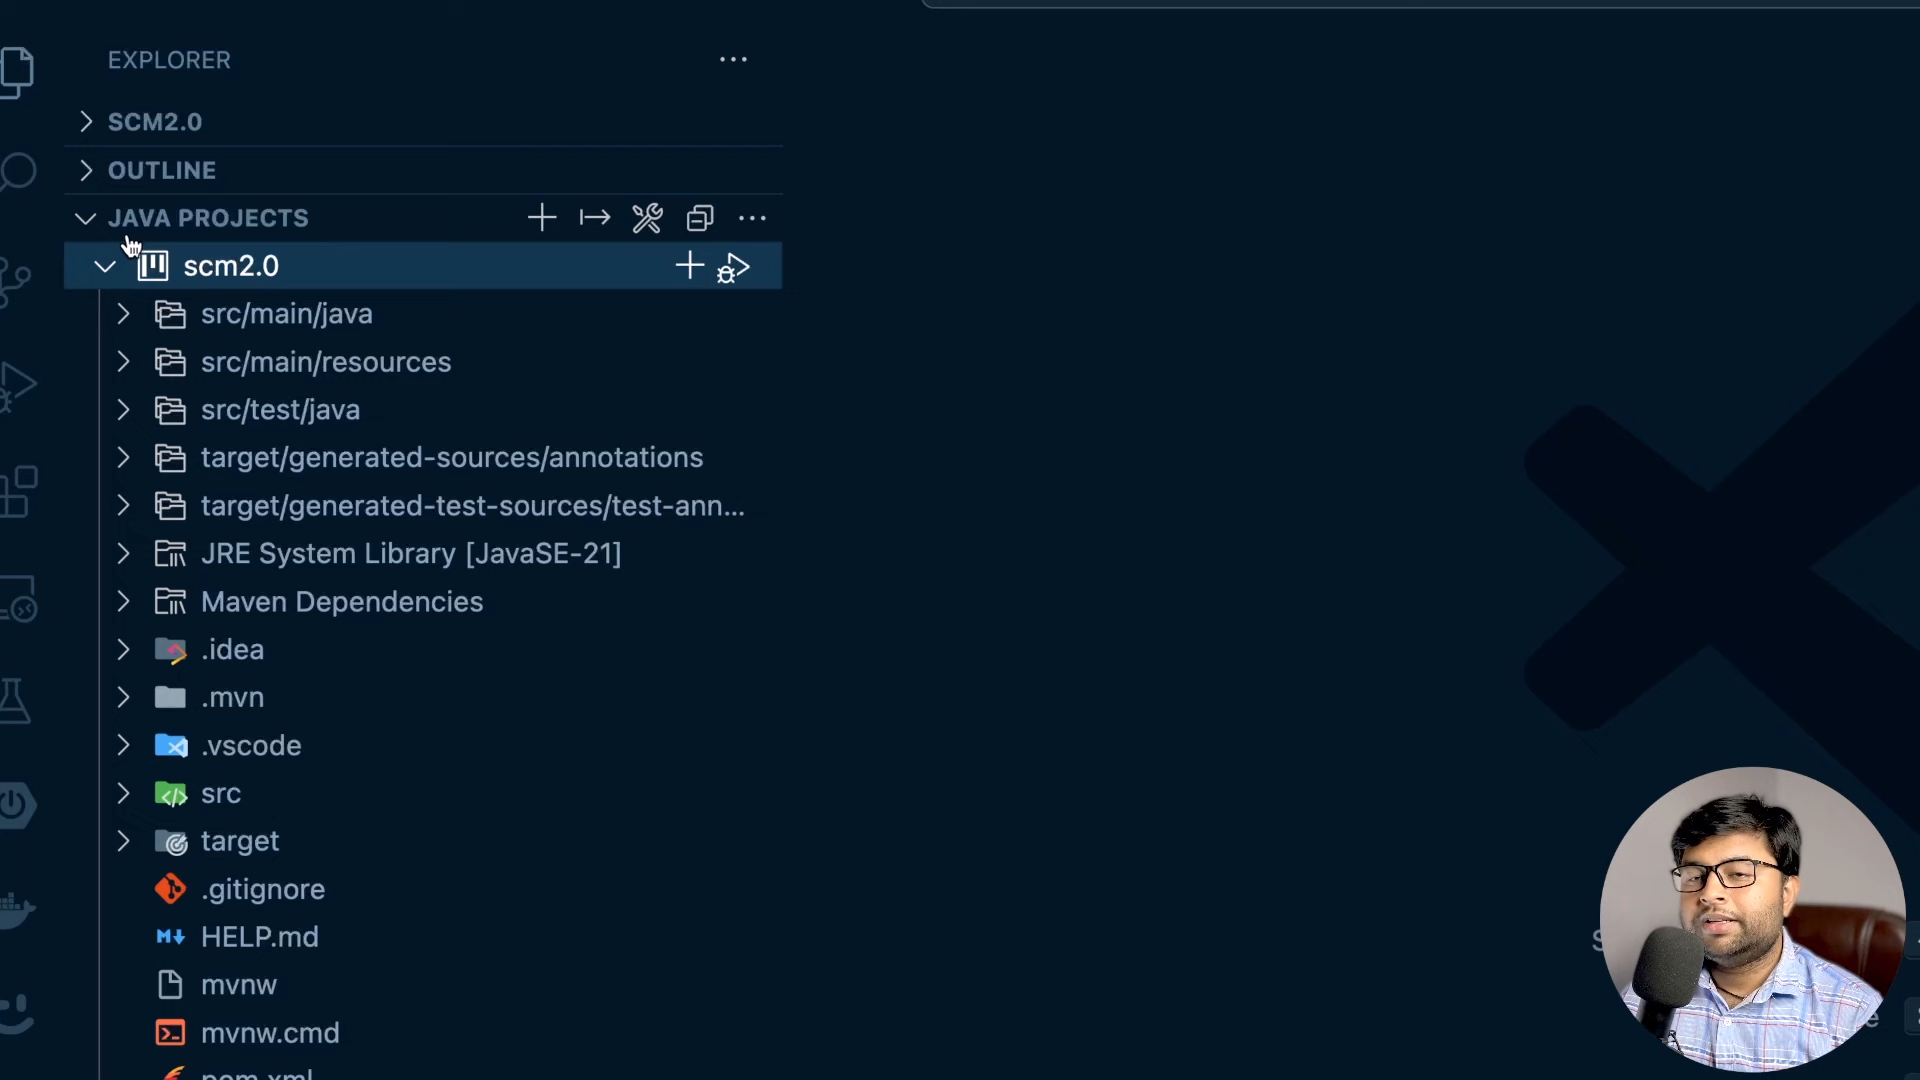 EXPLORER
SCM2.0
OUTLINE
JAVA PROJECTS
scm2.0
src/main/java
src/main/resources
src/test/java
target/generated-sources/annotations
target/generated-test-sources/test-ann...
JRE System Library [JavaSE-21]
Maven Dependencies
.idea
.mvn
.vscode
src
target
.gitignore
HELP.md
mvnw
mvnw.cmd
pom.xml